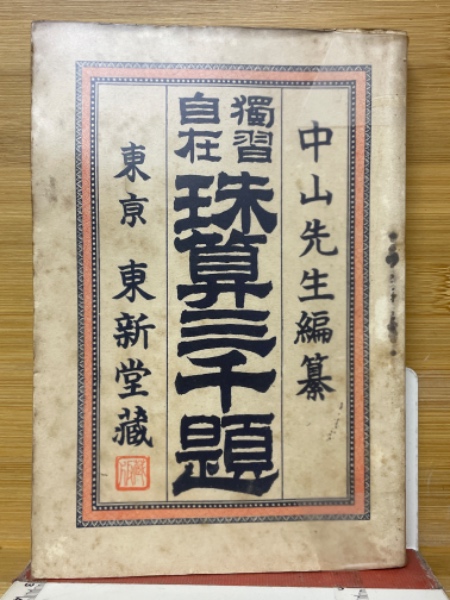 中山先生編纂
獨習
自在
珠算三千題
東亰 東新堂藏